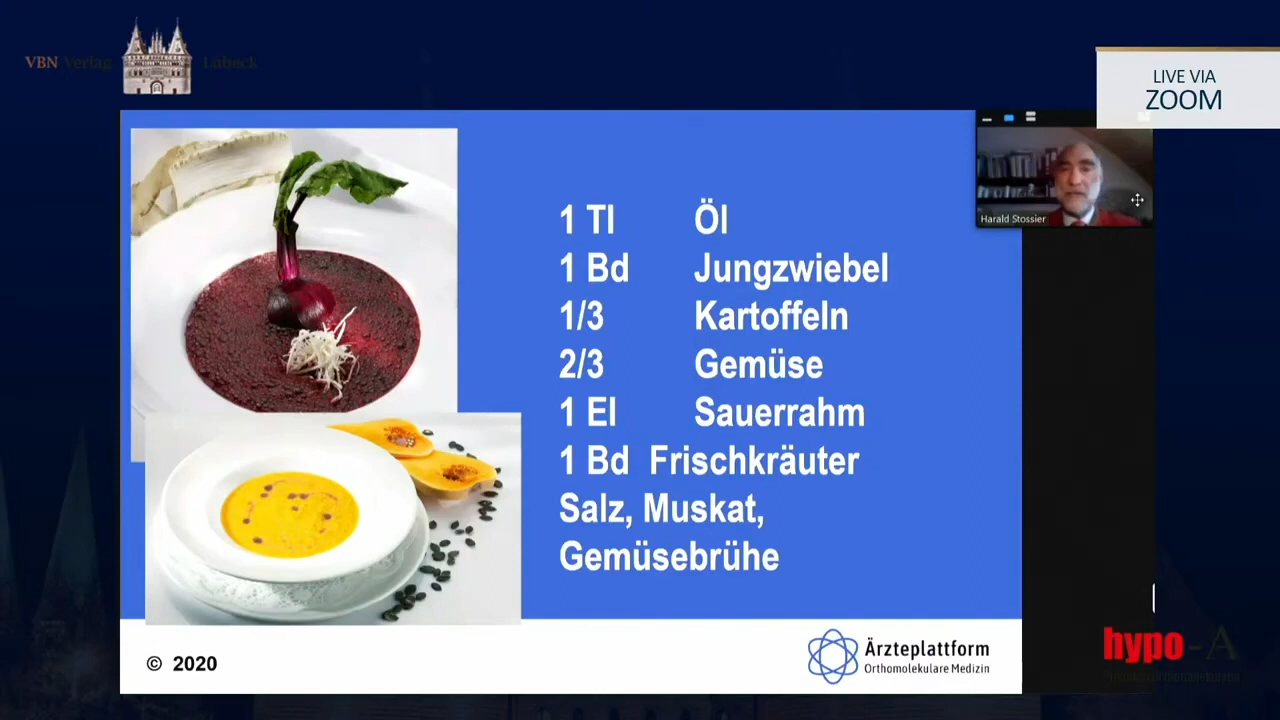 VBN Verlag Lübeck
LIVE VIA
ZOOM
Harald Stossier
1 Tl Öl
1 Bd Jungzwiebel
1/3 Kartoffeln
2/3 Gemüse
1 El Sauerrahm
1 Bd Frischkräuter
Salz, Muskat,
Gemüsebrühe
© 2020
Ärzteplattform
Orthomolekulare Medizin
hypo-A